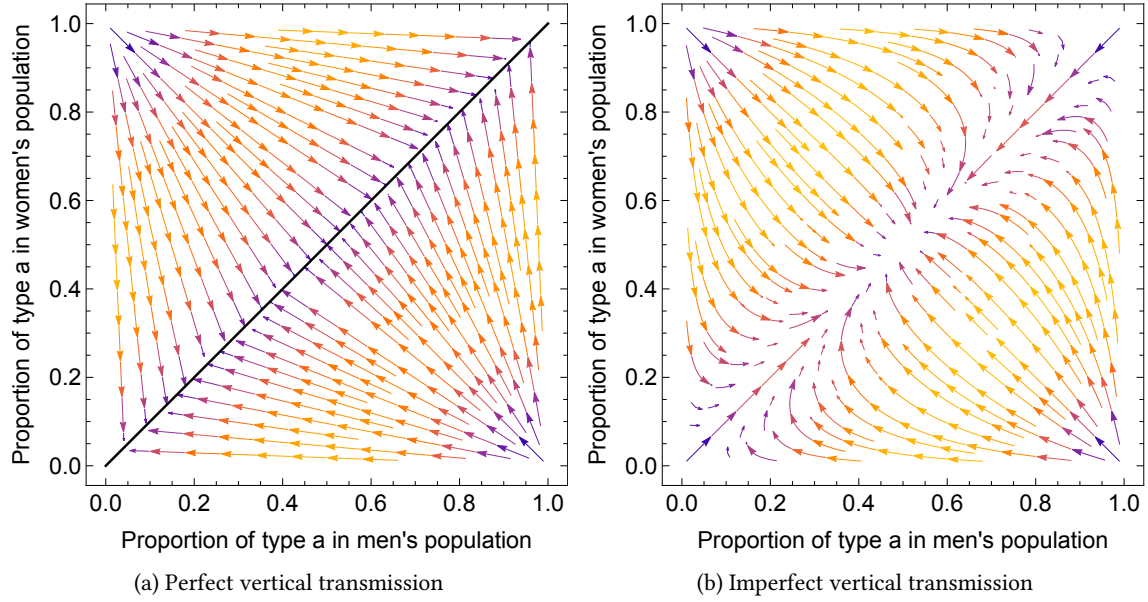 1.0
0.8
0.6
0.4
0.2
0.0
Proportion of type a in women's population
0.0 0.2 0.4 0.6 0.8 1.0
Proportion of type a in men's population
(a) Perfect vertical transmission
1.0
0.8
0.6
0.4
0.2
0.0
Proportion of type a in women's population
0.0 0.2 0.4 0.6 0.8 1.0
Proportion of type a in men's population
(b) Imperfect vertical transmission